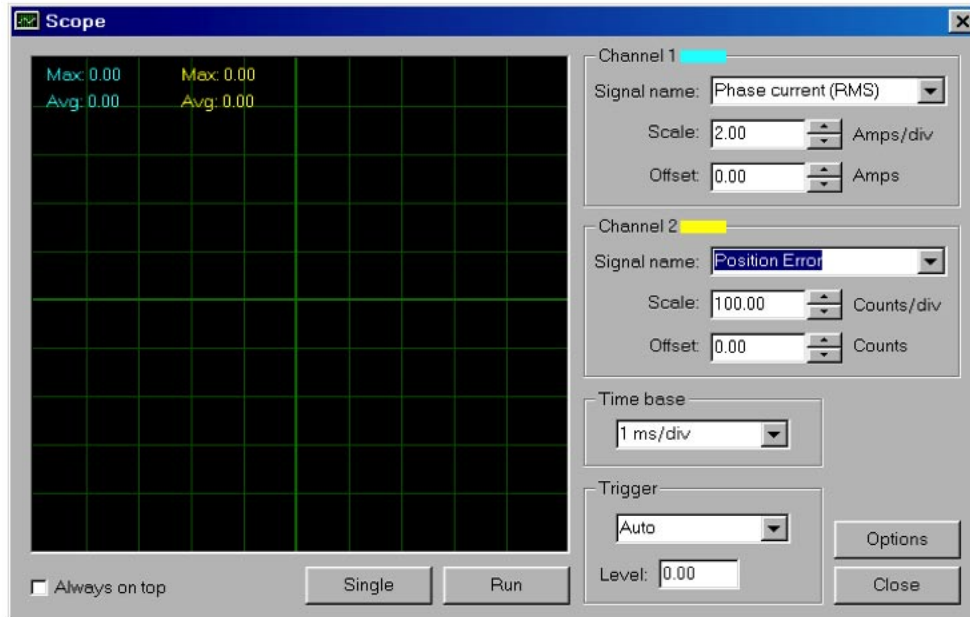 Scope
Max: 0.00 Max: 0.00
Avg: 0.00 Avg: 0.00
Channel 1
Signal name: Phase current (RMS)
Scale: 2.00 Amps/div
Offset: 0.00 Amps
Channel 2
Signal name: Position Error
Scale: 100.00 Counts/div
Offset: 0.00 Counts
Time base
1 ms/div
Trigger
Auto
Level: 0.00
Options
Close
Always on top
Single
Run